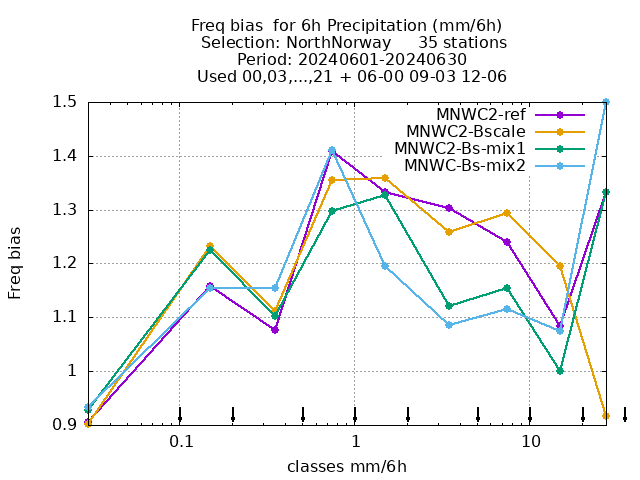 Freq bias  for 6h Precipitation (mm/6h)
Selection: NorthNorway     35 stations
Period: 20240601-20240630
Used 00,03,...,21 + 06-00 09-03 12-06
MNWC2-ref
MNWC2-Bscale
MNWC2-Bs-mix1
MNWC-Bs-mix2
Freq bias
1.5
1.4
1.3
1.2
1.1
1
0.9
0.1
1
10
classes mm/6h